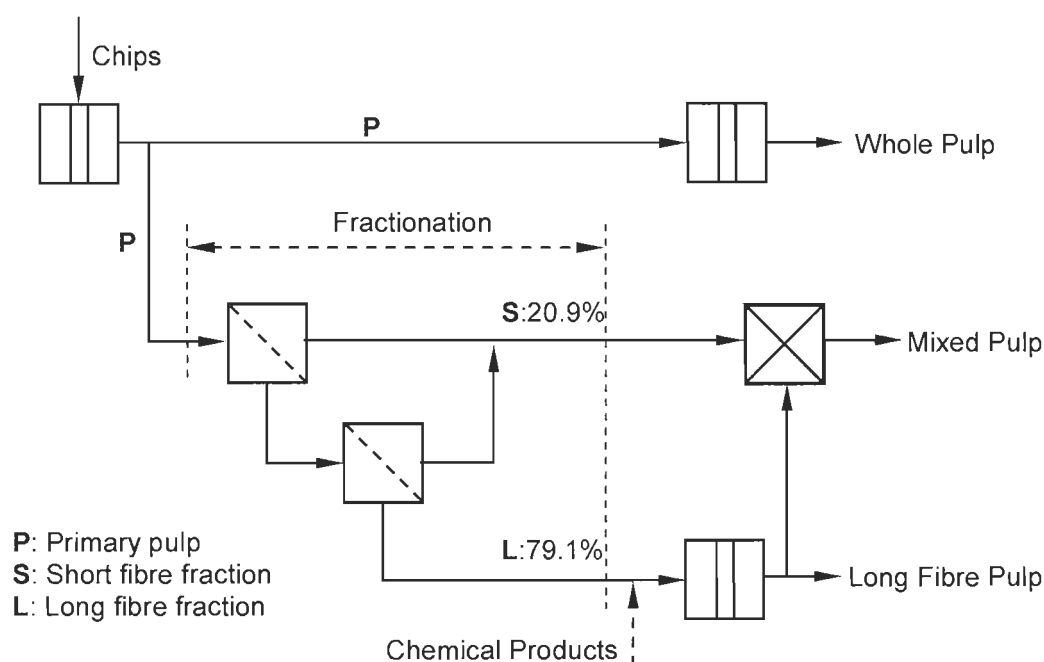 Chips
P
Whole Pulp
Fractionation
P
S:20.9%
Mixed Pulp
P: Primary pulp
S: Short fibre fraction
L: Long fibre fraction
L:79.1%
Long Fibre Pulp
Chemical Products